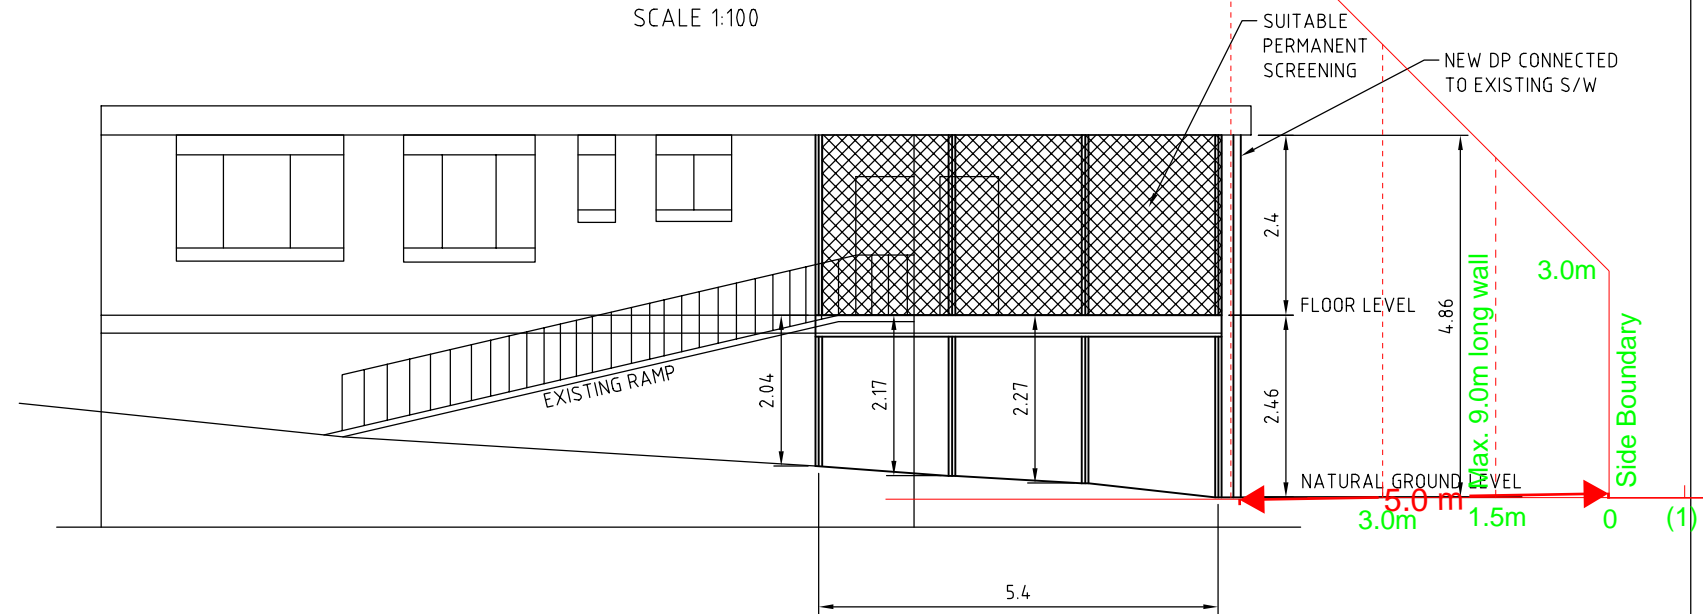 SCALE 1:100
SUITABLE
PERMANENT
SCREENING
NEW DP CONNECTED
TO EXISTING S/W
2.4
3.0m
FLOOR LEVEL
4.86
Max. 9.0m long wall
Side Boundary
EXISTING RAMP
2.04
2.17
2.27
2.46
NATURAL GROUND LEVEL
5.0 m
3.0m
1.5m
0
(1)
5.4